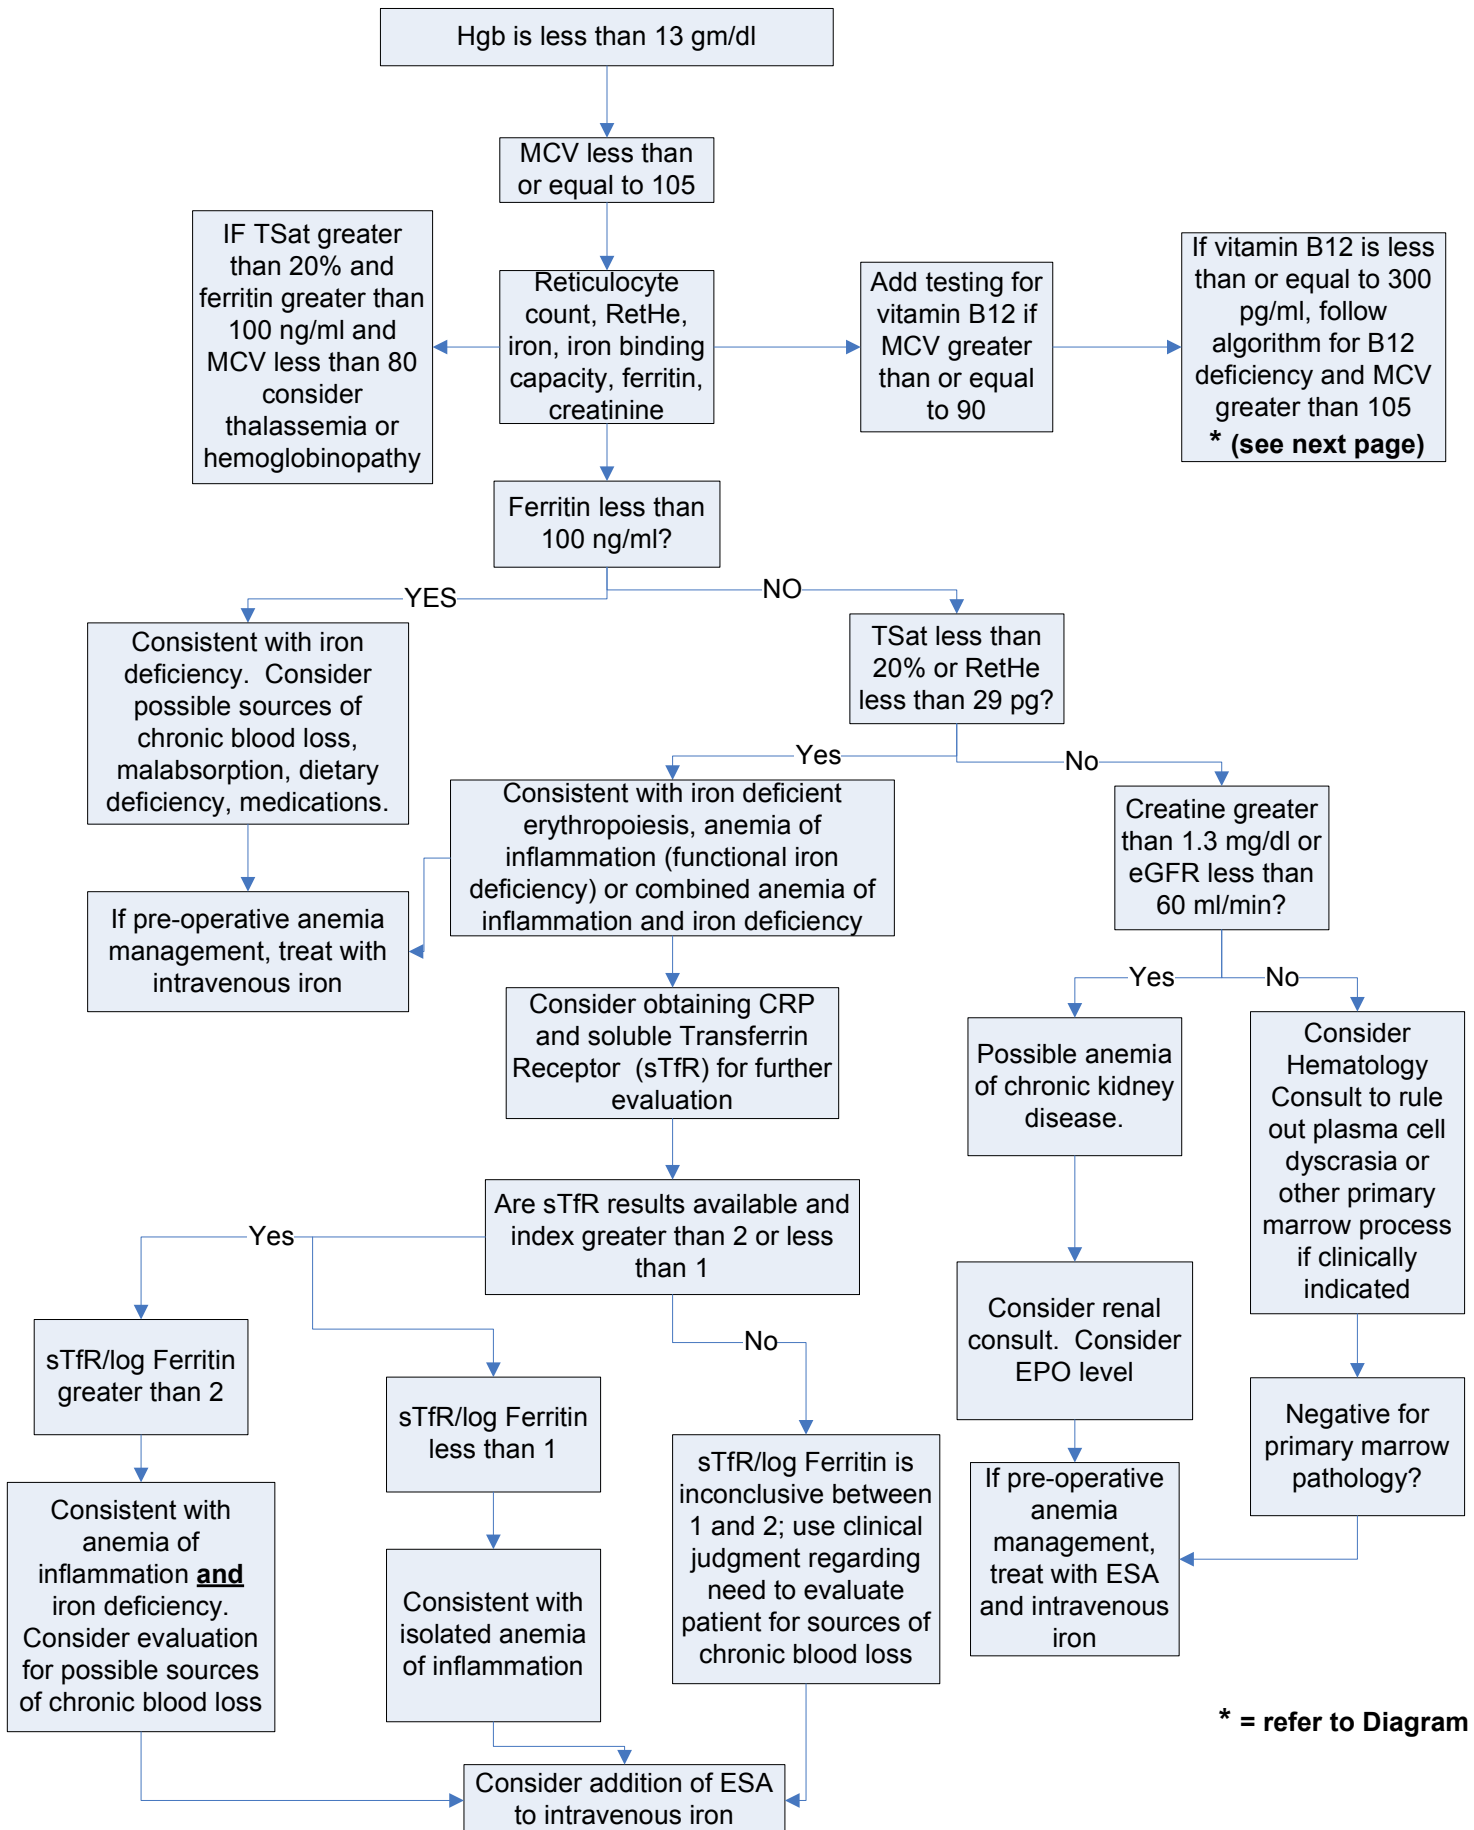 Hgb is less than 13 gm/dl
MCV less than
or equal to 105
IF TSat greater
than 20% and
ferritin greater than
100 ng/ml and
MCV less than 80
consider
thalassemia or
hemoglobinopathy
Reticulocyte
count, RetHe,
iron, iron binding
capacity, ferritin,
creatinine
Add testing for
vitamin B12 if
MCV greater
than or equal
to 90
If vitamin B12 is less
than or equal to 300
pg/ml, follow
algorithm for B12
deficiency and MCV
greater than 105
* (see next page)
Ferritin less than
100 ng/ml?
YES
NO
Consistent with iron
deficiency.  Consider
possible sources of
chronic blood loss,
malabsorption, dietary
deficiency, medications.
TSat less than
20% or RetHe
less than 29 pg?
Yes
No
If pre-operative anemia
management, treat with
intravenous iron
Consistent with iron deficient
erythropoiesis, anemia of
inflammation (functional iron
deficiency) or combined anemia of
inflammation and iron deficiency
Creatine greater
than 1.3 mg/dl or
eGFR less than
60 ml/min?
Yes
No
Consider obtaining CRP
and soluble Transferrin
Receptor  (sTfR) for further
evaluation
Possible anemia
of chronic kidney
disease.
Consider
Hematology
Consult to rule
out plasma cell
dyscrasia or
other primary
marrow process
if clinically
indicated
Are sTfR results available and
index greater than 2 or less
than 1
Yes
No
Consider renal
consult.  Consider
EPO level
sTfR/log Ferritin
greater than 2
sTfR/log Ferritin
less than 1
Negative for
primary marrow
pathology?
sTfR/log Ferritin is
inconclusive between
1 and 2; use clinical
judgment regarding
need to evaluate
patient for sources of
chronic blood loss
If pre-operative
anemia
management,
treat with ESA
and intravenous
iron
Consistent with
anemia of
inflammation and
iron deficiency.
Consider evaluation
for possible sources
of chronic blood loss
Consistent with
isolated anemia
of inflammation
* = refer to Diagram
Consider addition of ESA
to intravenous iron